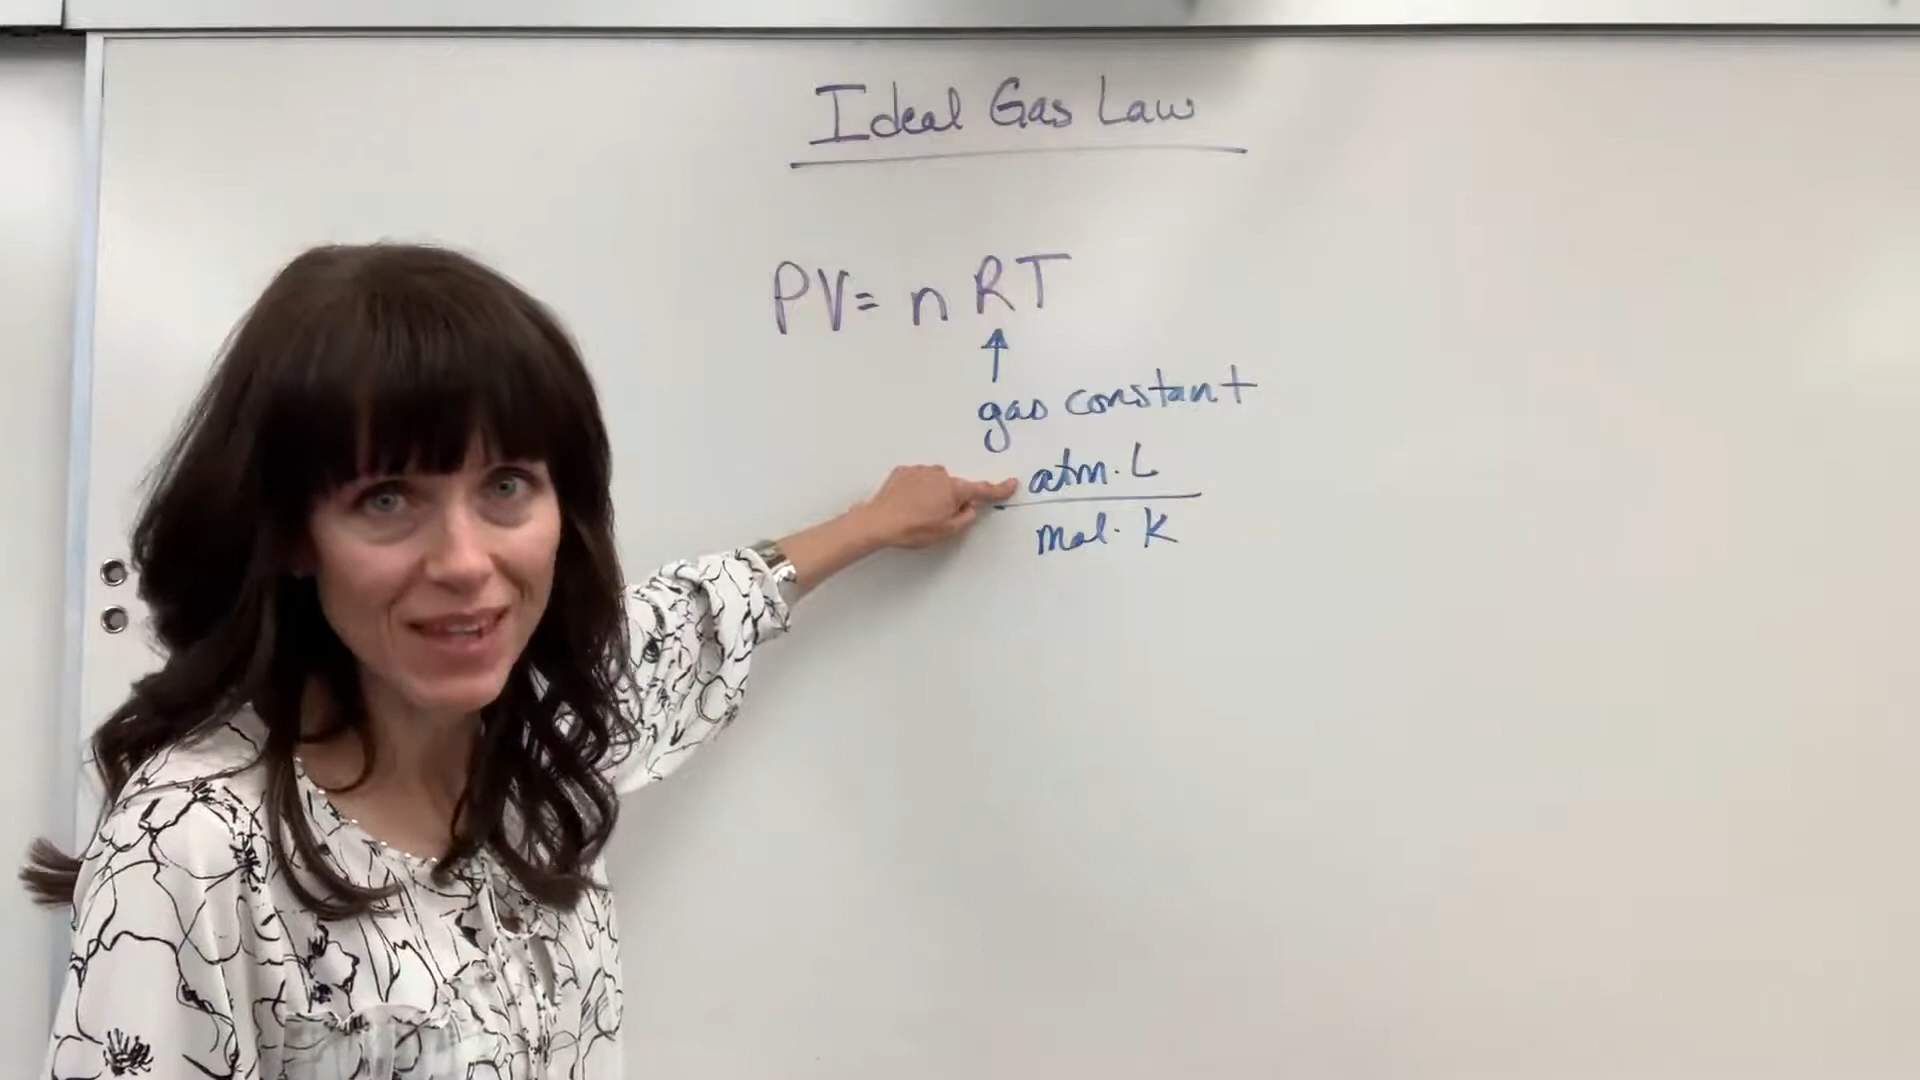 Ideal Gas Law
PV = nRT
↑
gas constant
atm. L
mol. K